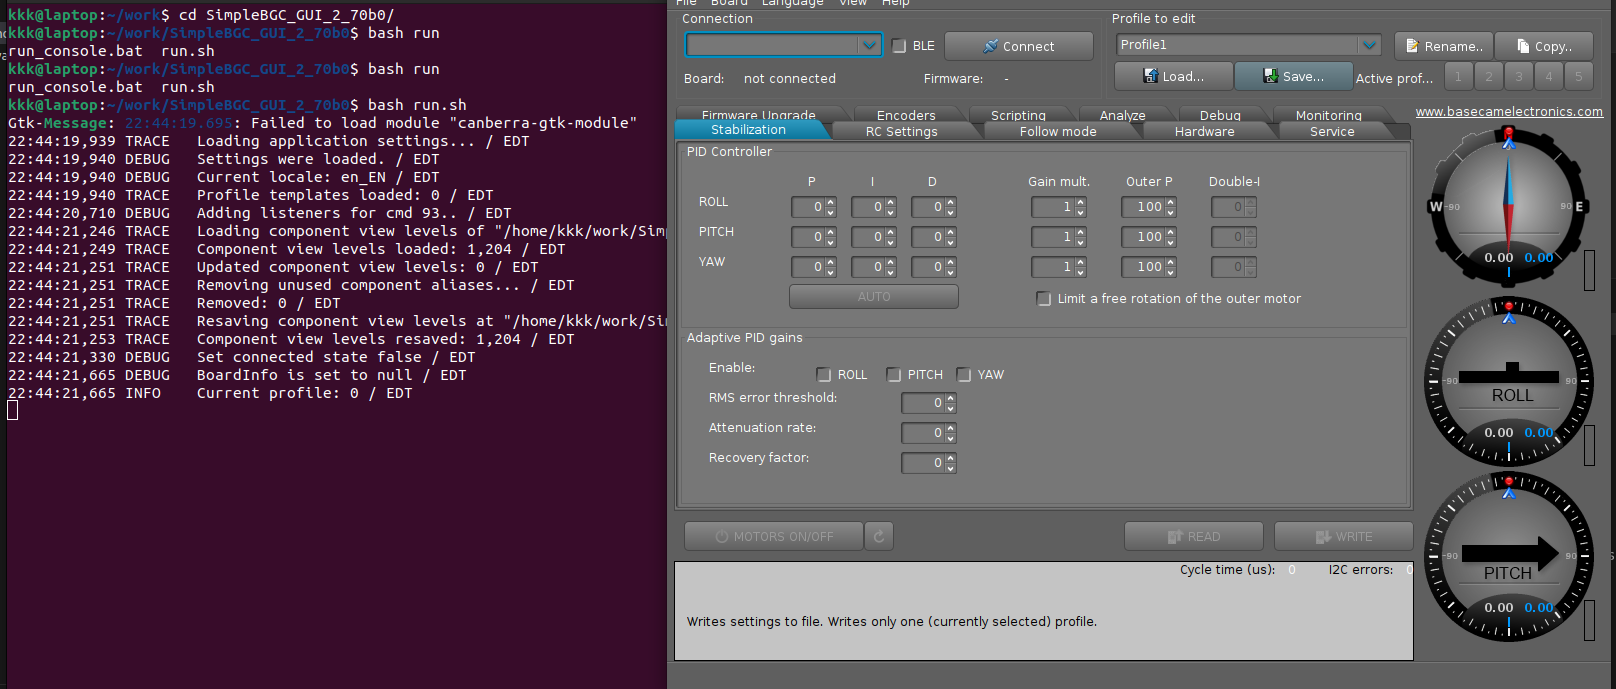 kkk@laptop:~/work$ cd SimpleBGC_GUI_2_70b0/
kkk@laptop:~/work/SimpleBGC_GUI_2_70b0$ bash run
run_console.bat  run.sh
kkk@laptop:~/work/SimpleBGC_GUI_2_70b0$ bash run
run_console.bat  run.sh
kkk@laptop:~/work/SimpleBGC_GUI_2_70b0$ bash run.sh
Gtk-Message: 22:44:19.695: Failed to load module "canberra-gtk-module"
22:44:19,939 TRACE   Loading application settings... / EDT
22:44:19,940 DEBUG   Settings were loaded. / EDT
22:44:19,940 DEBUG   Current locale: en_EN / EDT
22:44:19,940 TRACE   Profile templates loaded: 0 / EDT
22:44:20,710 DEBUG   Adding listeners for cmd 93.. / EDT
22:44:21,246 TRACE   Loading component view levels of "/home/kkk/work/Simp
22:44:21,249 TRACE   Component view levels loaded: 1,204 / EDT
22:44:21,251 TRACE   Updated component view levels: 0 / EDT
22:44:21,251 TRACE   Removing unused component aliases... / EDT
22:44:21,251 TRACE   Removed: 0 / EDT
22:44:21,251 TRACE   Resaving component view levels at "/home/kkk/work/Sim
22:44:21,253 TRACE   Component view levels resaved: 1,204 / EDT
22:44:21,330 DEBUG   Set connected state false / EDT
22:44:21,665 DEBUG   BoardInfo is set to null / EDT
22:44:21,665 INFO    Current profile: 0 / EDT
File Board Language View Help
Connection
BLE Connect
Board: not connected Firmware: -
Profile to edit
Profile1 Rename.. Copy..
Load... Save... Active prof... 1 2 3 4 5
Firmware Upgrade Encoders Scripting Analyze Debug Monitoring
Stabilization RC Settings Follow mode Hardware Service
PID Controller
P I D Gain mult. Outer P Double-I
ROLL 0 0 0 1 100 0
PITCH 0 0 0 1 100 0
YAW 0 0 0 1 100 0
AUTO Limit a free rotation of the outer motor
Adaptive PID gains
Enable: ROLL PITCH YAW
RMS error threshold: 0
Attenuation rate: 0
Recovery factor: 0
MOTORS ON/OFF READ WRITE
Cycle time (us): 0 I2C errors: 0
Writes settings to file. Writes only one (currently selected) profile.
www.basecamelectronics.com
W -90 90 E
0.00 0.00
-90 90
ROLL
0.00 0.00
-90 90
PITCH
0.00 0.00